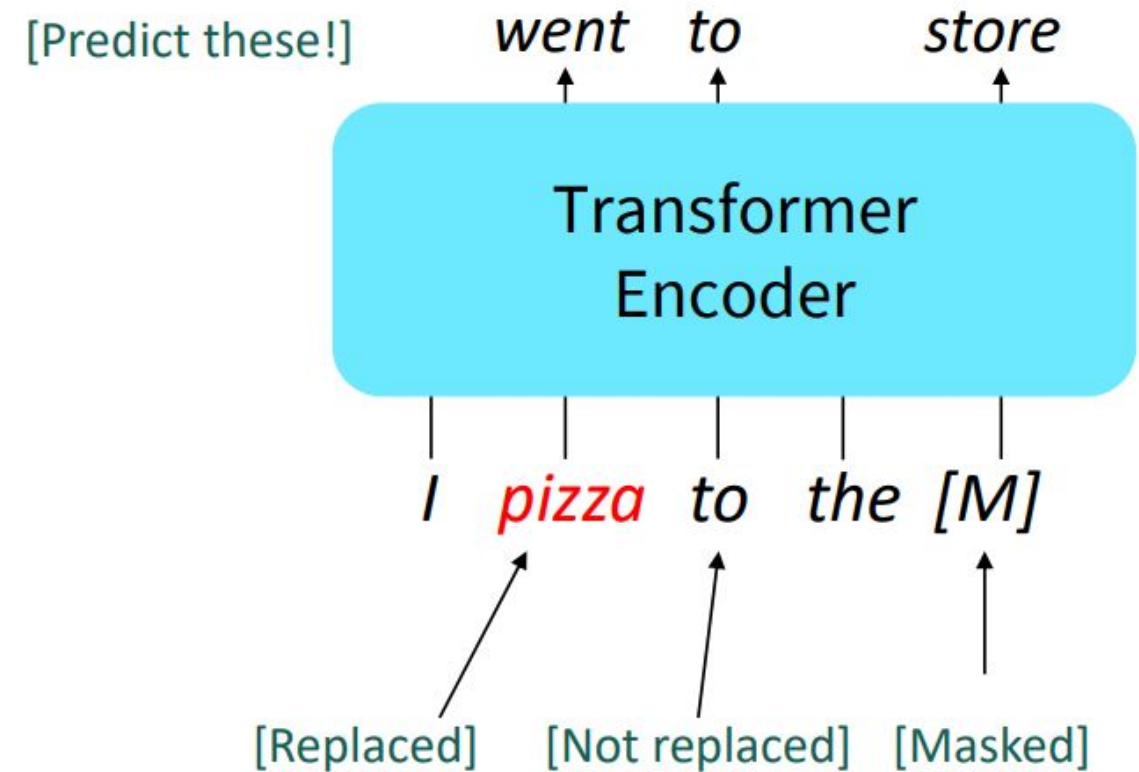 [Predict these!] went to store
Transformer
Encoder
I pizza to the [M]
[Replaced] [Not replaced] [Masked]